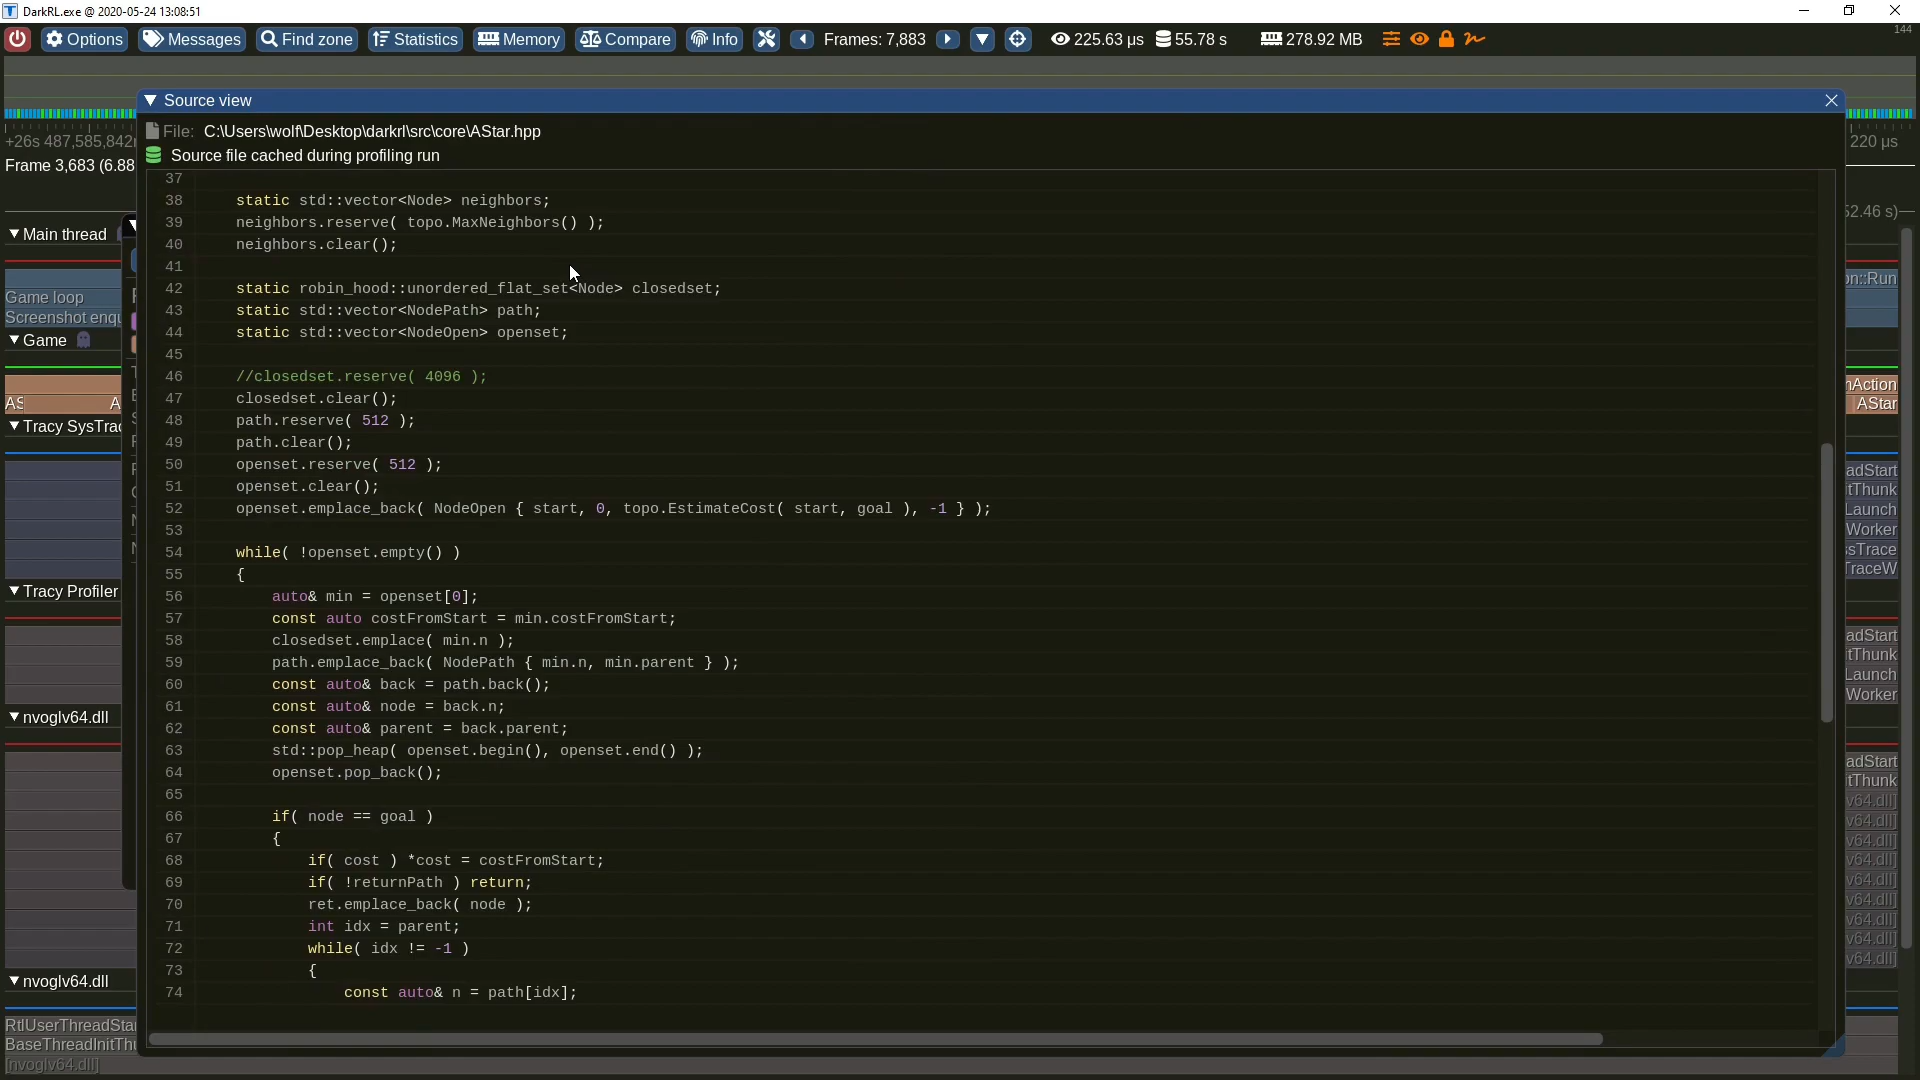 DarkRL.exe @ 2020-05-24 13:08:51
Options Messages Find zone Statistics Memory Compare Info Frames: 7,883 225.63 μs 55.78 s 278.92 MB 144
Source view
+26s 487,585,842 220 μs
Frame 3,683 (6.88 52.46 s)
File: C:\Users\wolf\Desktop\darkrl\src\core\AStar.hpp
Source file cached during profiling run
37
38 static std::vector<Node> neighbors;
39 neighbors.reserve( topo.MaxNeighbors() );
40 neighbors.clear();
41
42 static robin_hood::unordered_flat_set<Node> closedset;
43 static std::vector<NodePath> path;
44 static std::vector<NodeOpen> openset;
45
46 //closedset.reserve( 4096 );
47 closedset.clear();
48 path.reserve( 512 );
49 path.clear();
50 openset.reserve( 512 );
51 openset.clear();
52 openset.emplace_back( NodeOpen { start, 0, topo.EstimateCost( start, goal ), -1 } );
53
54 while( !openset.empty() )
55 {
56 auto& min = openset[0];
57 const auto costFromStart = min.costFromStart;
58 closedset.emplace( min.n );
59 path.emplace_back( NodePath { min.n, min.parent } );
60 const auto& back = path.back();
61 const auto& node = back.n;
62 const auto& parent = back.parent;
63 std::pop_heap( openset.begin(), openset.end() );
64 openset.pop_back();
65
66 if( node == goal )
67 {
68 if( cost ) *cost = costFromStart;
69 if( !returnPath ) return;
70 ret.emplace_back( node );
71 int idx = parent;
72 while( idx != -1 )
73 {
74 const auto& n = path[idx];
Main thread
Game loop
Screenshot enqu
Game
AS A
Tracy SysTrac
Tracy Profiler
nvoglv64.dll
nvoglv64.dll
RtlUserThreadStar
BaseThreadInitThu
[nvoglv64.dll]
on::Run
nAction
AStar
adStart
tThunk
Launch
Worker
sTrace
TraceW
adStart
tThunk
Launch
Worker
adStart
tThunk
v64.dll]
v64.dll]
v64.dll]
v64.dll]
v64.dll]
v64.dll]
v64.dll]
v64.dll]
v64.dll]